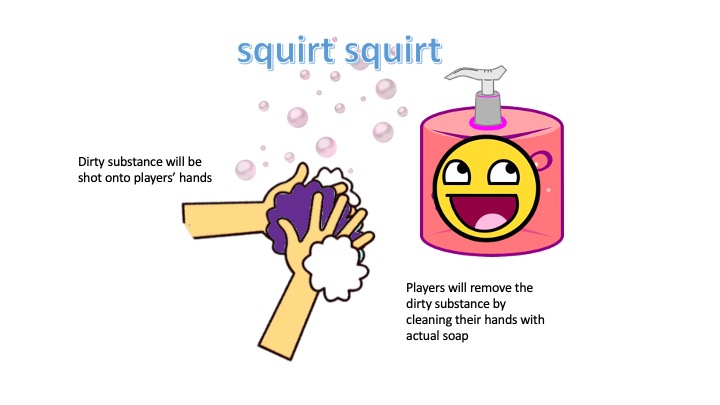 squirt squirt
Dirty substance will be
shot onto players’ hands
Players will remove the
dirty substance by
cleaning their hands with
actual soap